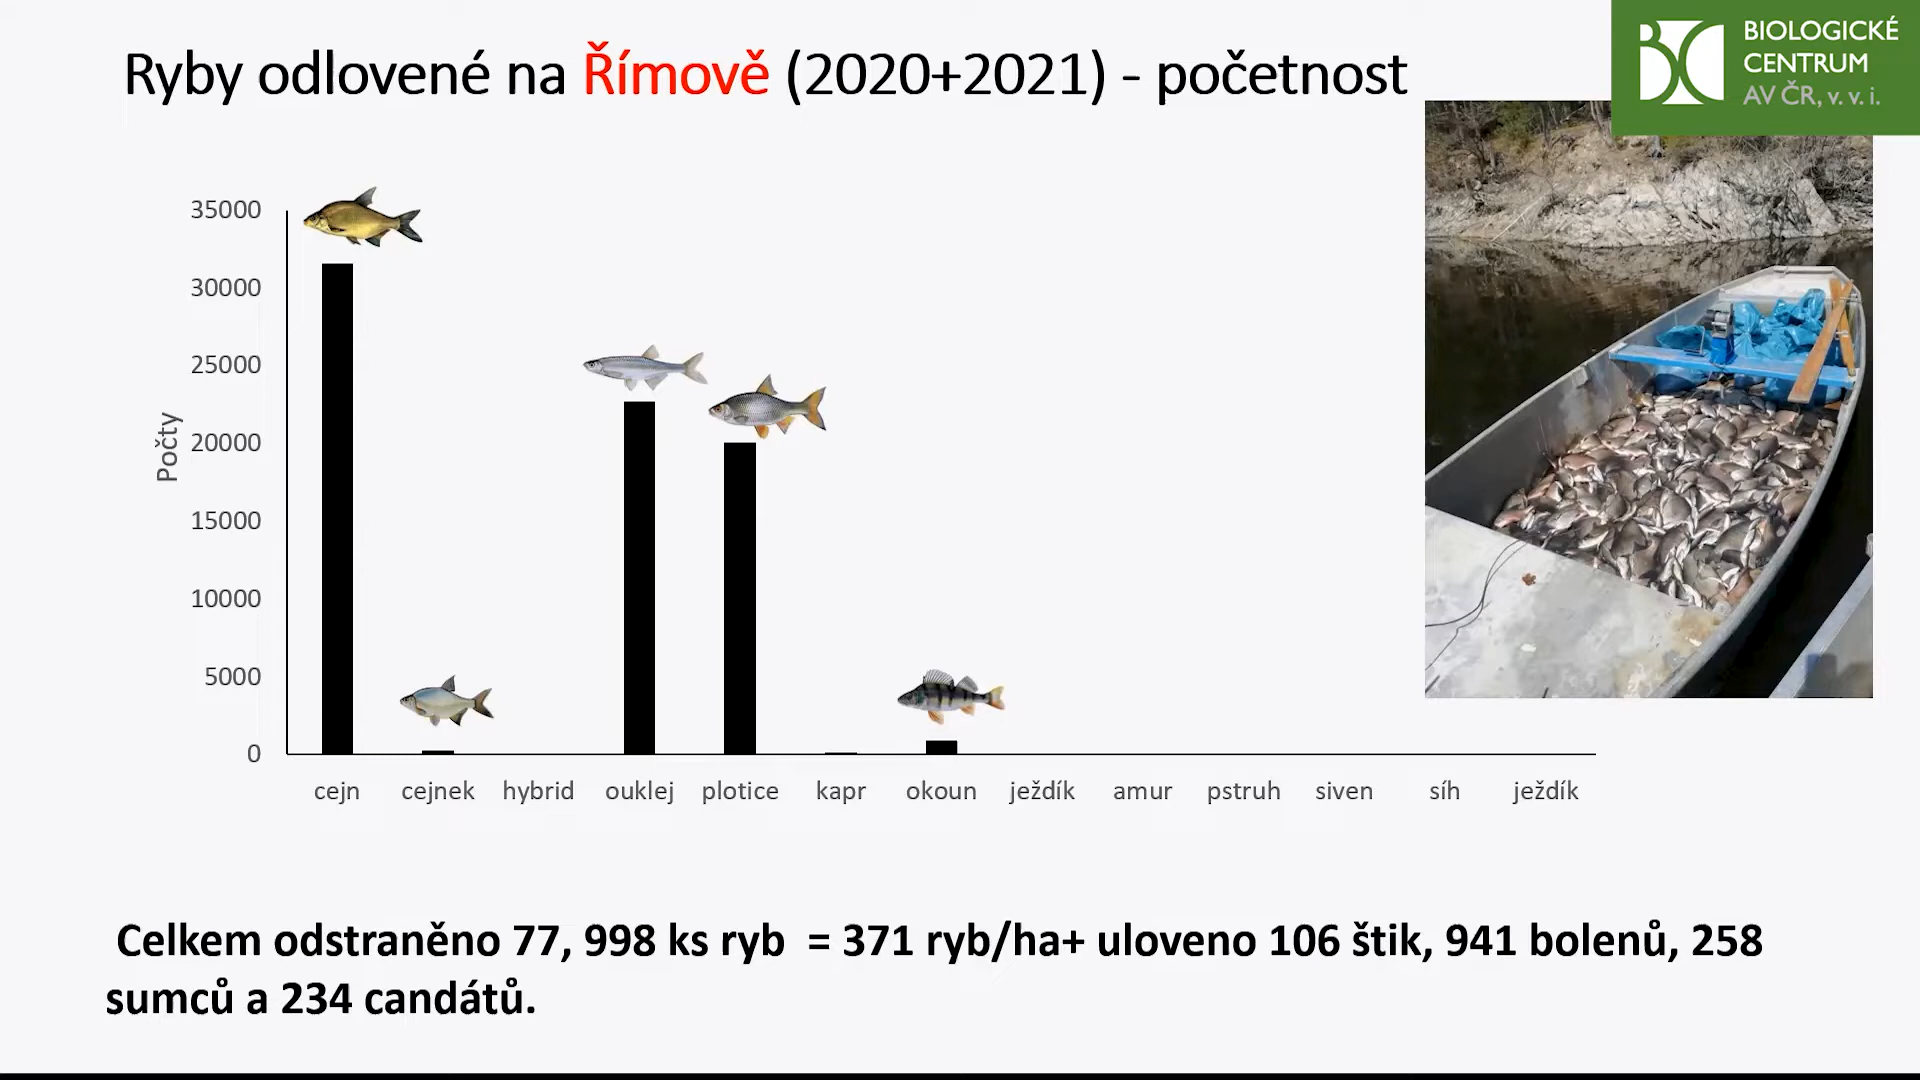 Ryby odlovené na Římově (2020+2021) - početnost
BIOLOGICKÉ
CENTRUM
AV ČR, v. v. i.
Počty
35000
30000
25000
20000
15000
10000
5000
0
cejn cejnek hybrid ouklej plotice kapr okoun ježdík amur pstruh siven síh ježdík
Celkem odstraněno 77, 998 ks ryb = 371 ryb/ha+ uloveno 106 štik, 941 bolenů, 258
sumců a 234 candátů.